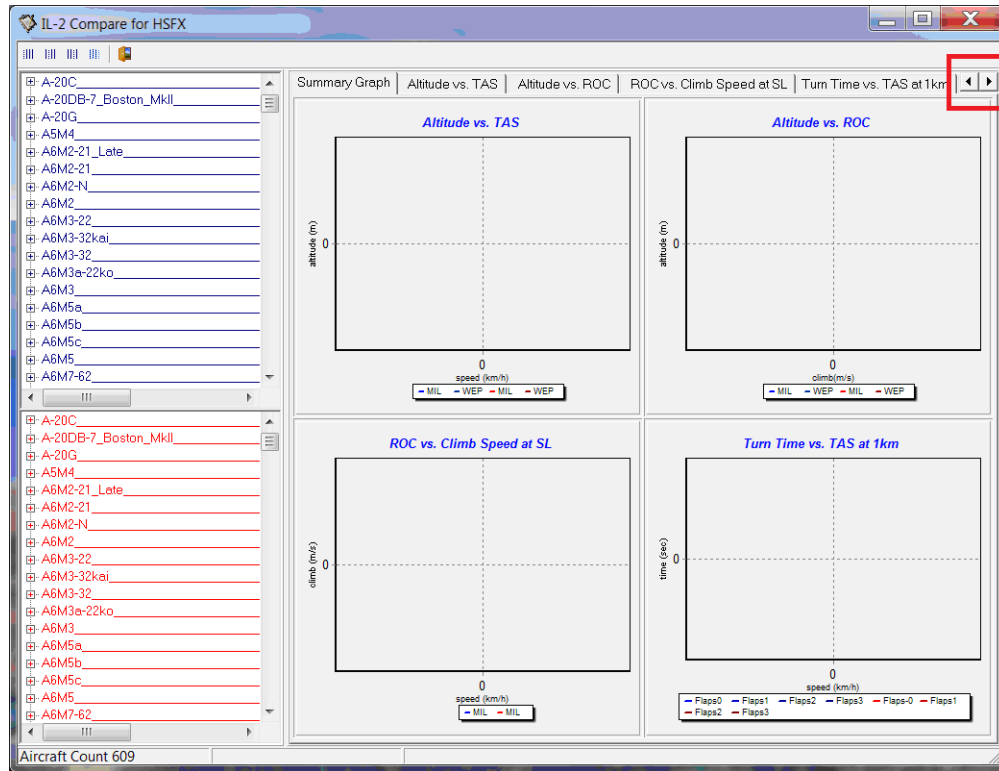 IL-2 Compare for HSFX
A-20C
A-20DB-7_Boston_MkII
A-20G
A5M4
A6M2-21_Late
A6M2-21
A6M2-N
A6M2
A6M3-22
A6M3-32kai
A6M3-32
A6M3a-22ko
A6M3
A6M5a
A6M5b
A6M5c
A6M5
A6M7-62
A-20C
A-20DB-7_Boston_MkII
A-20G
A5M4
A6M2-21_Late
A6M2-21
A6M2-N
A6M2
A6M3-22
A6M3-32kai
A6M3-32
A6M3a-22ko
A6M3
A6M5a
A6M5b
A6M5c
A6M5
A6M7-62
Summary Graph Altitude vs. TAS Altitude vs. ROC ROC vs. Climb Speed at SL Turn Time vs. TAS at 1km
Altitude vs. TAS
altitude (m)
0
0
speed (km/h)
MIL WEP MIL WEP
Altitude vs. ROC
altitude (m)
0
0
climb(m/s)
MIL WEP MIL WEP
ROC vs. Climb Speed at SL
climb (m/s)
0
0
speed (km/h)
MIL MIL
Turn Time vs. TAS at 1km
time (sec)
0
0
speed (km/h)
Flaps0 Flaps1 Flaps2 Flaps3 Flaps-0 Flaps1
Flaps2 Flaps3
Aircraft Count 609